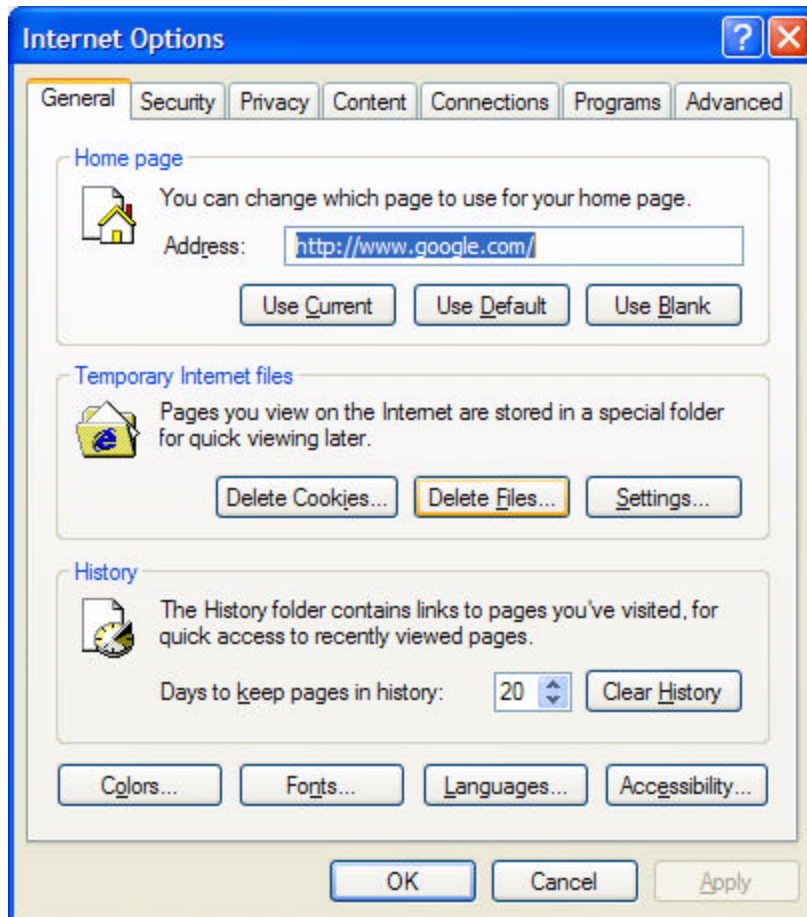 Internet Options
General Security Privacy Content Connections Programs Advanced
Home page
You can change which page to use for your home page.
Address: http://www.google.com/
Use Current Use Default Use Blank
Temporary Internet files
Pages you view on the Internet are stored in a special folder
for quick viewing later.
Delete Cookies... Delete Files... Settings...
History
The History folder contains links to pages you've visited, for
quick access to recently viewed pages.
Days to keep pages in history: 20 Clear History
Colors... Fonts... Languages... Accessibility...
OK Cancel Apply